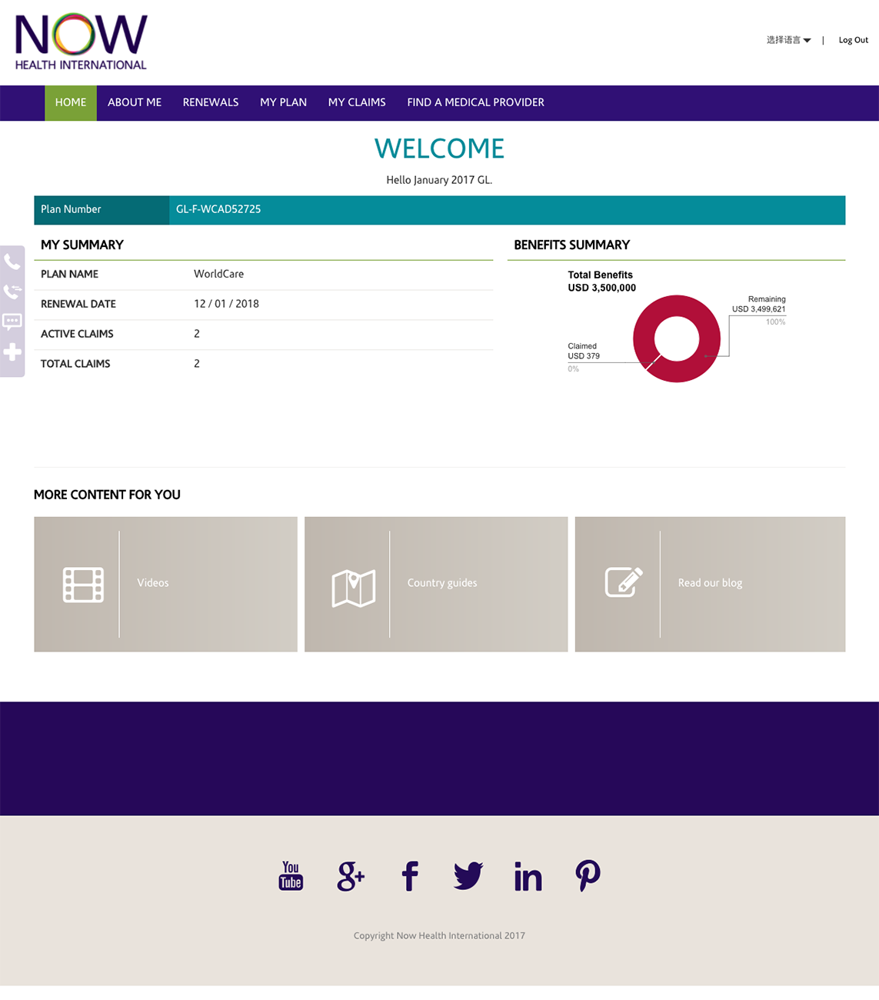 NOW
HEALTH INTERNATIONAL
选择语言 | Log Out
HOME ABOUT ME RENEWALS MY PLAN MY CLAIMS FIND A MEDICAL PROVIDER
WELCOME
Hello January 2017 GL.
Plan Number GL-F-WCAD52725
MY SUMMARY
PLAN NAME WorldCare
RENEWAL DATE 12 / 01 / 2018
ACTIVE CLAIMS 2
TOTAL CLAIMS 2
BENEFITS SUMMARY
Total Benefits
USD 3,500,000
Remaining
USD 3,499,621
100%
Claimed
USD 379
0%
MORE CONTENT FOR YOU
Videos
Country guides
Read our blog
You
Tube
g+
f
in
Copyright Now Health International 2017